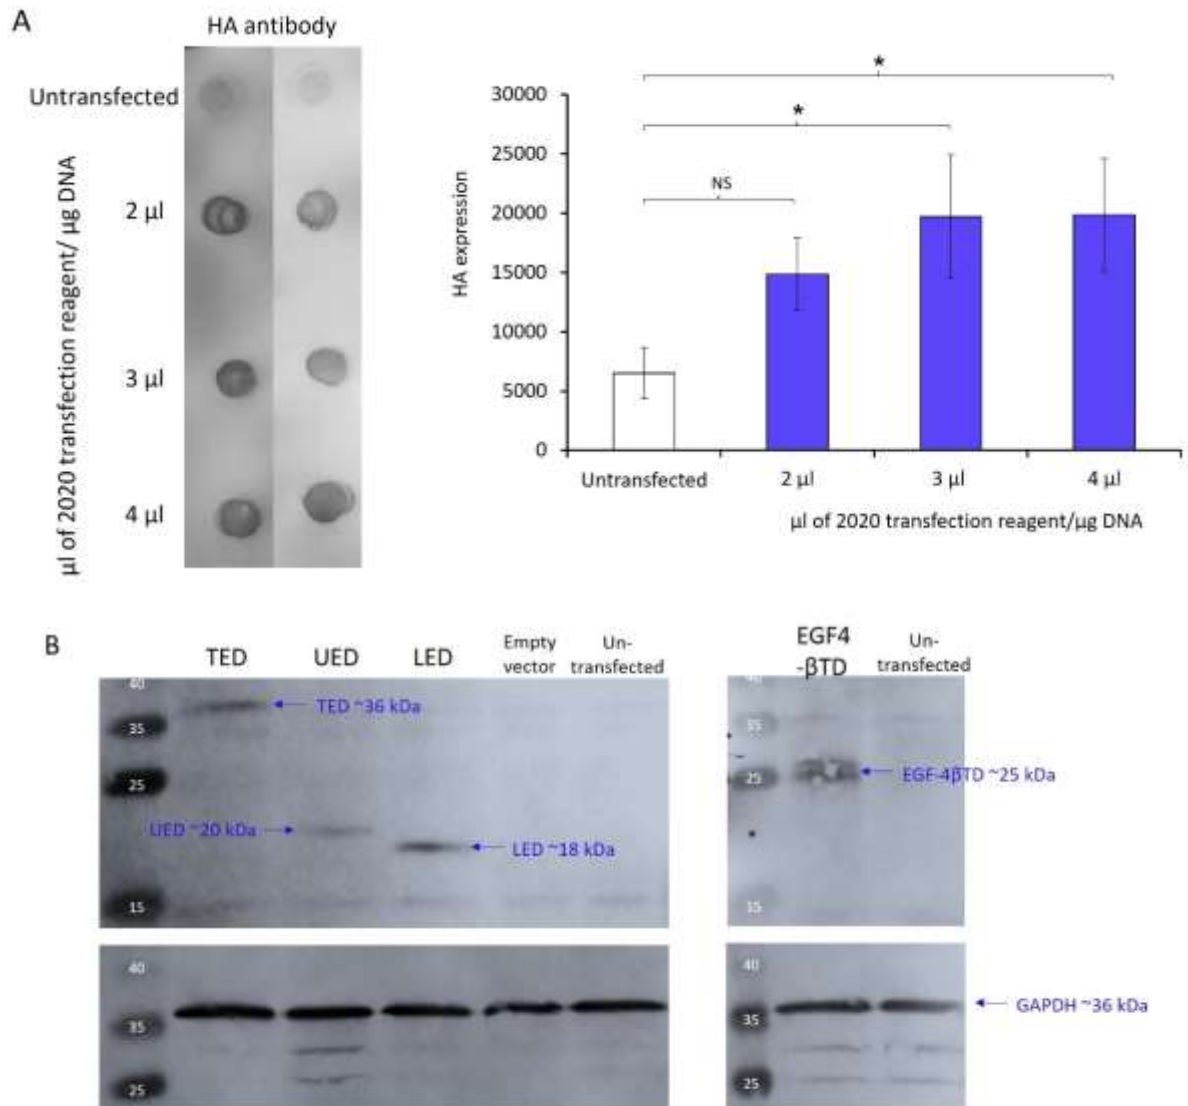 A
HA antibody
Untransfected
2 µl
3 µl
4 µl
µl of 2020 transfection reagent/ µg DNA
*
*
NS
HA expression
30000
25000
20000
15000
10000
5000
0
Untransfected
2 µl
3 µl
4 µl
µl of 2020 transfection reagent/µg DNA
B
TED
UED
LED
Empty
vector
Un-
transfected
EGF4
-βTD
Un-
transfected
40
35
25
15
TED ~36 kDa
UED ~20 kDa
LED ~18 kDa
40
35
25
15
EGF-4βTD ~25 kDa
40
35
25
40
35
25
GAPDH ~36 kDa